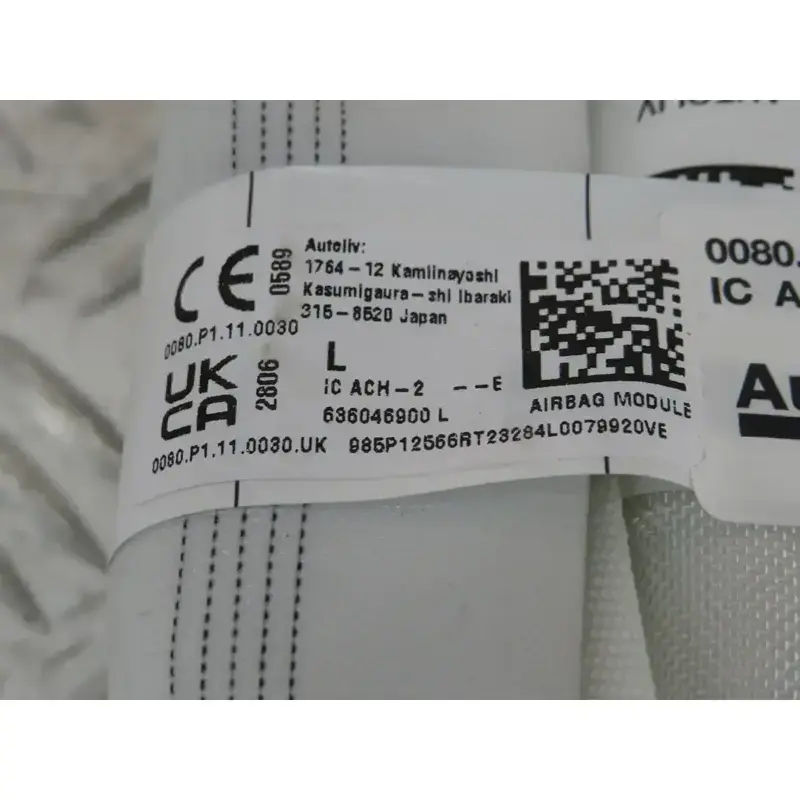 CE 0589
Autoliv:
1764-12 Kamiinayoshi
Kasumigaura-shi Ibaraki
315-8520 Japan
0080.P1.11.0030
UK
CA 2806
L
IC ACH-2 --E
636046900 L
AIRBAG MODULE
0080.P1.11.0030.UK 985P12566RT23284L0079920VE
0080.
IC A
Au